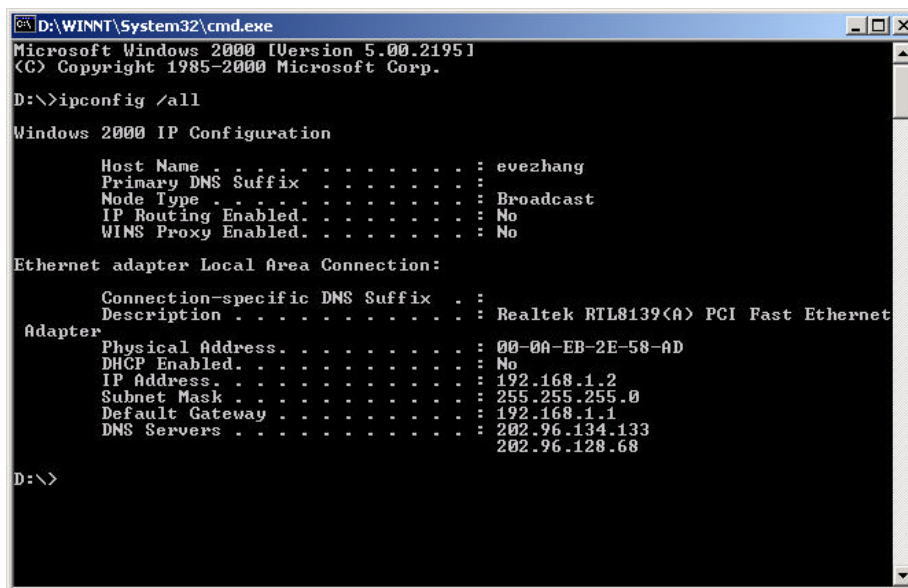 D:\WINNT\System32\cmd.exe
Microsoft Windows 2000 [Version 5.00.2195]
(C) Copyright 1985-2000 Microsoft Corp.
D:\>ipconfig /all
Windows 2000 IP Configuration
Host Name . . . . . . . . . . . . : evezhang
Primary DNS Suffix  . . . . . . . :
Node Type . . . . . . . . . . . . : Broadcast
IP Routing Enabled. . . . . . . . : No
WINS Proxy Enabled. . . . . . . . : No
Ethernet adapter Local Area Connection:
Connection-specific DNS Suffix  . :
Description . . . . . . . . . . . : Realtek RTL8139(A) PCI Fast Ethernet
Adapter
Physical Address. . . . . . . . . : 00-0A-EB-2E-58-AD
DHCP Enabled. . . . . . . . . . . : No
IP Address. . . . . . . . . . . . : 192.168.1.2
Subnet Mask . . . . . . . . . . . : 255.255.255.0
Default Gateway . . . . . . . . . : 192.168.1.1
DNS Servers . . . . . . . . . . . : 202.96.134.133
202.96.128.68
D:\>